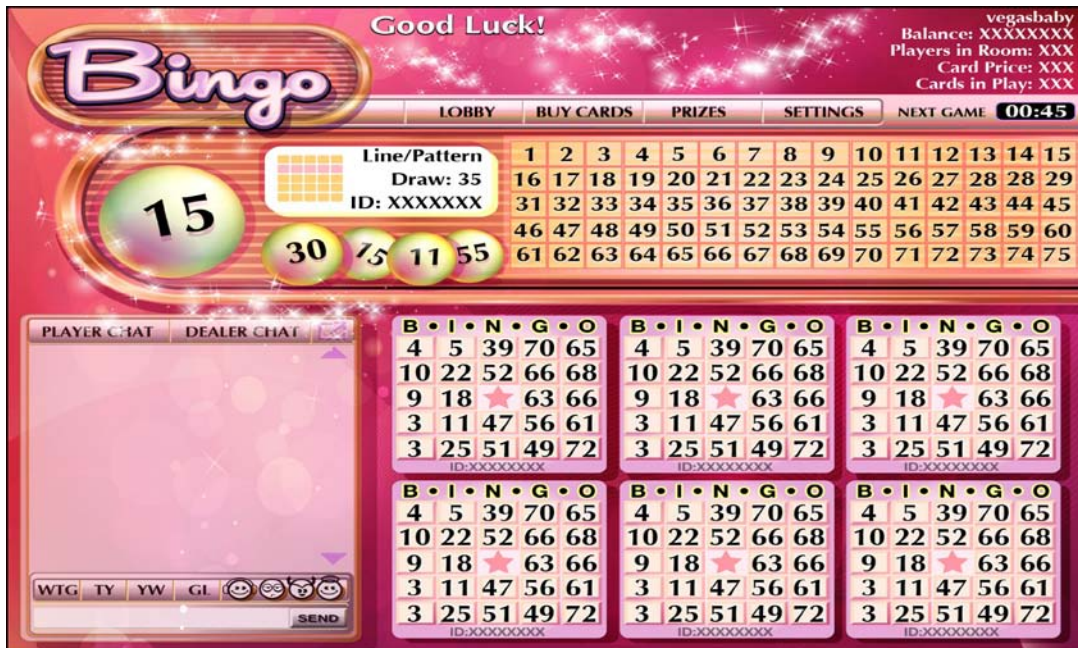 Good Luck!
Bingo
vegasbaby
Balance: XXXXXXXX
Players in Room: XXX
Card Price: XXX
Cards in Play: XXX
LOBBY BUY CARDS PRIZES SETTINGS NEXT GAME 00:45
Line/Pattern
Draw: 35
ID: XXXXXXX
15
30 15 11 55
1 2 3 4 5 6 7 8 9 10 11 12 13 14 15
16 17 18 19 20 21 22 23 24 25 26 27 28 28 29
31 32 33 34 35 36 37 38 39 40 41 42 43 44 45
46 47 48 49 50 51 52 53 54 55 56 57 58 59 60
61 62 63 64 65 66 67 68 69 70 71 72 73 74 75
PLAYER CHAT DEALER CHAT
WTG TY YW GL
SEND
B • I • N • G • O
4 5 39 70 65
10 22 52 66 68
9 18 63 66
3 11 47 56 61
3 25 51 49 72
ID:XXXXXXXX
B • I • N • G • O
4 5 39 70 65
10 22 52 66 68
9 18 63 66
3 11 47 56 61
3 25 51 49 72
ID:XXXXXXXX
B • I • N • G • O
4 5 39 70 65
10 22 52 66 68
9 18 63 66
3 11 47 56 61
3 25 51 49 72
ID:XXXXXXXX
B • I • N • G • O
4 5 39 70 65
10 22 52 66 68
9 18 63 66
3 11 47 56 61
3 25 51 49 72
ID:XXXXXXXX
B • I • N • G • O
4 5 39 70 65
10 22 52 66 68
9 18 63 66
3 11 47 56 61
3 25 51 49 72
ID:XXXXXXXX
B • I • N • G • O
4 5 39 70 65
10 22 52 66 68
9 18 63 66
3 11 47 56 61
3 25 51 49 72
ID:XXXXXXXX